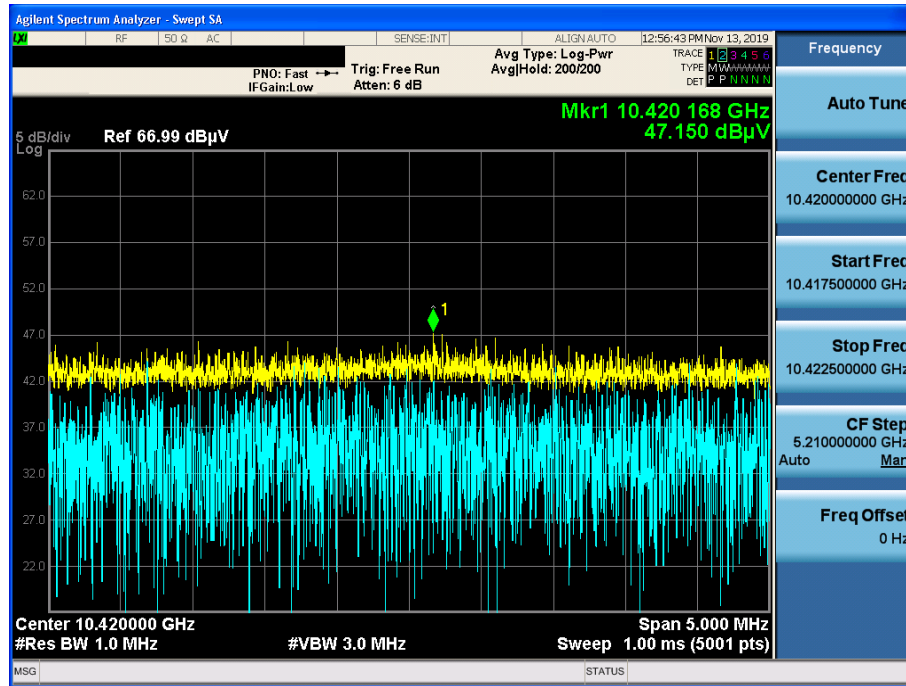 Agilent Spectrum Analyzer - Swept SA
LXI RF 50 Ω AC SENSE:INT ALIGN AUTO 12:56:43 PM Nov 13, 2019
PNO: Fast
IFGain:Low
Trig: Free Run
Atten: 6 dB
Avg Type: Log-Pwr
Avg|Hold: 200/200
TRACE 1 2 3 4 5 6
TYPE M W W W W W
DET P P N N N N
Mkr1 10.420 168 GHz
47.150 dBµV
5 dB/div Ref 66.99 dBµV
Log
62.0
57.0
52.0
47.0
42.0
37.0
32.0
27.0
22.0
1
Center 10.420000 GHz Span 5.000 MHz
#Res BW 1.0 MHz #VBW 3.0 MHz Sweep 1.00 ms (5001 pts)
MSG STATUS
Frequency
Auto Tune
Center Freq
10.420000000 GHz
Start Freq
10.417500000 GHz
Stop Freq
10.422500000 GHz
CF Step
5.210000000 GHz
Auto Man
Freq Offset
0 Hz